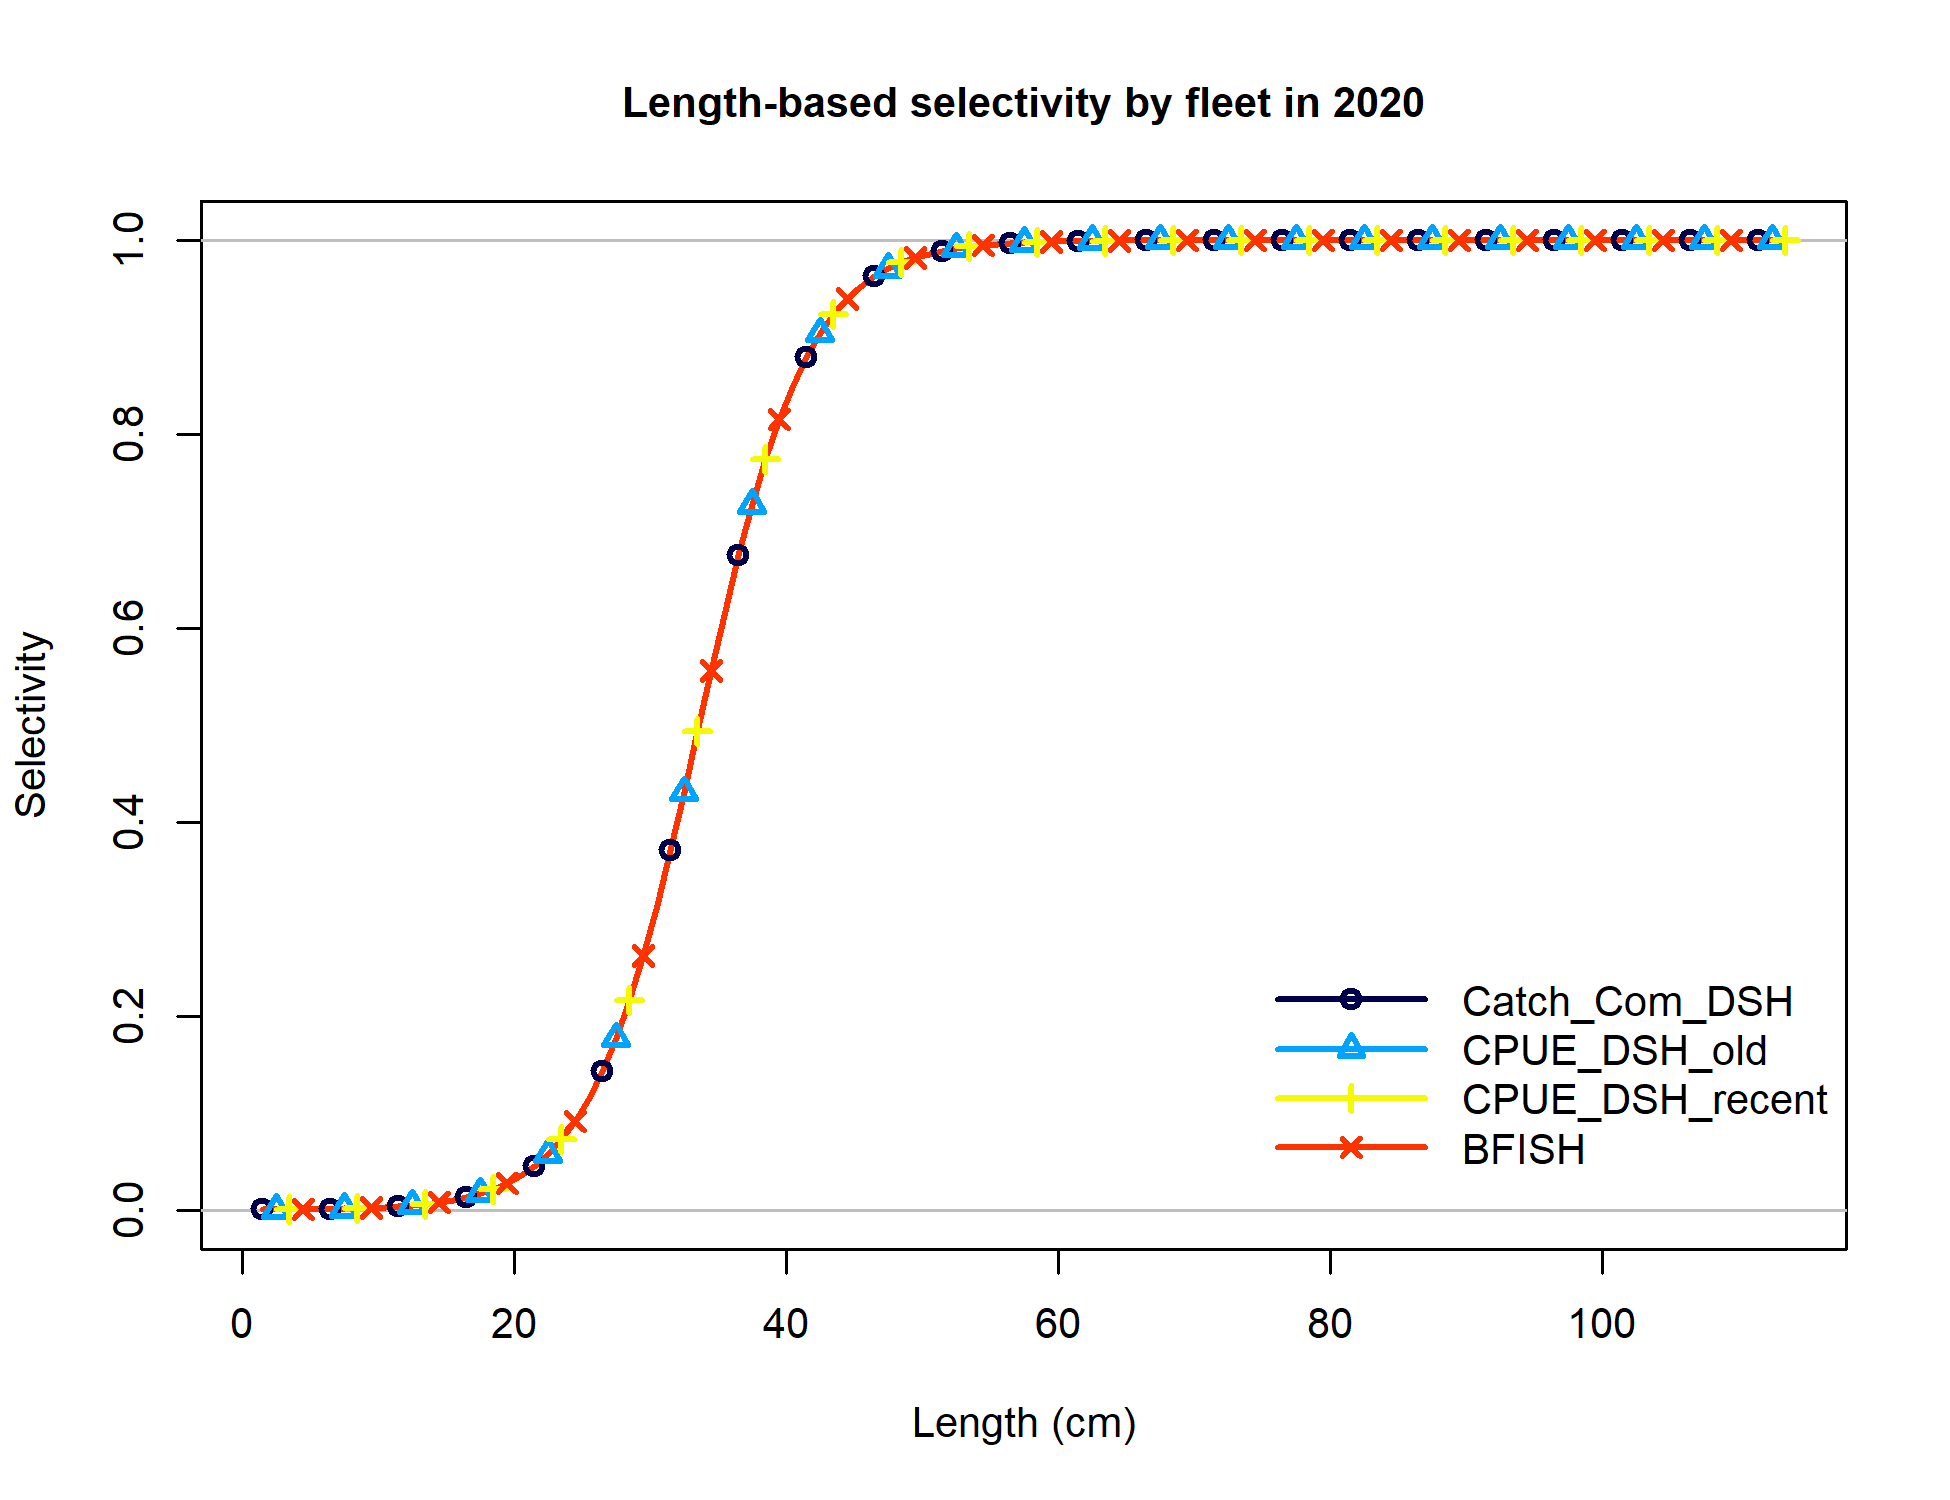 Length-based selectivity by fleet in 2020
1.0
0.8
0.6
0.4
0.2
0.0
Selectivity
0 20 40 60 80 100
Length (cm)
Catch_Com_DSH
CPUE_DSH_old
CPUE_DSH_recent
BFISH